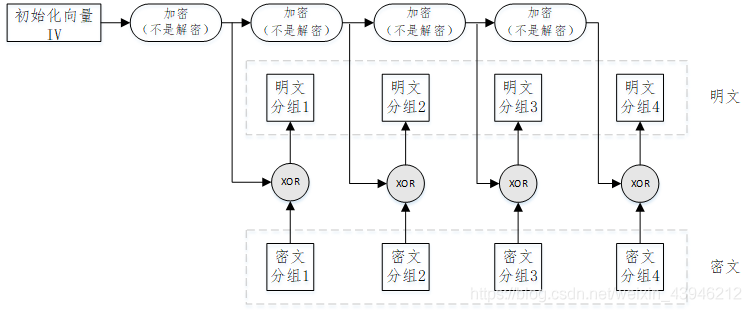 初始化向量
IV
加密
（不是解密）
加密
（不是解密）
加密
（不是解密）
加密
（不是解密）
明文
分组1
明文
分组2
明文
分组3
明文
分组4
明文
XOR
XOR
XOR
XOR
密文
分组1
密文
分组2
密文
分组3
密文
分组4
密文
https://blog.csdn.net/weixin_43946212